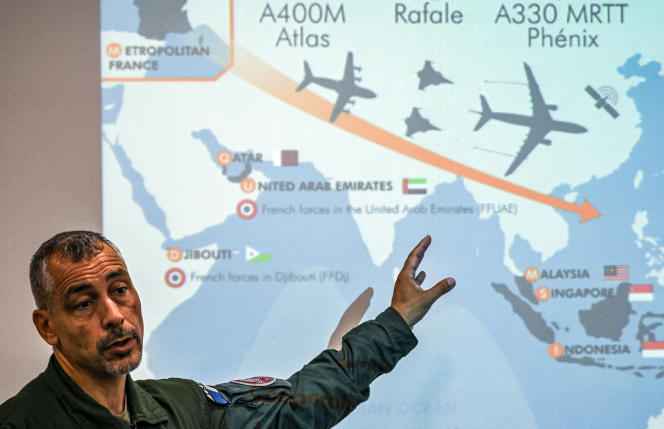 A400M
Atlas
Rafale
A330 MRTT
Phénix
METROPOLITAN
FRANCE
QATAR
UNITED ARAB EMIRATES
French forces in the United Arab Emirates (FFUAE)
DJIBOUTI
French forces in Djibouti (FFDj)
MALAYSIA
SINGAPORE
INDONESIA
OCEAN